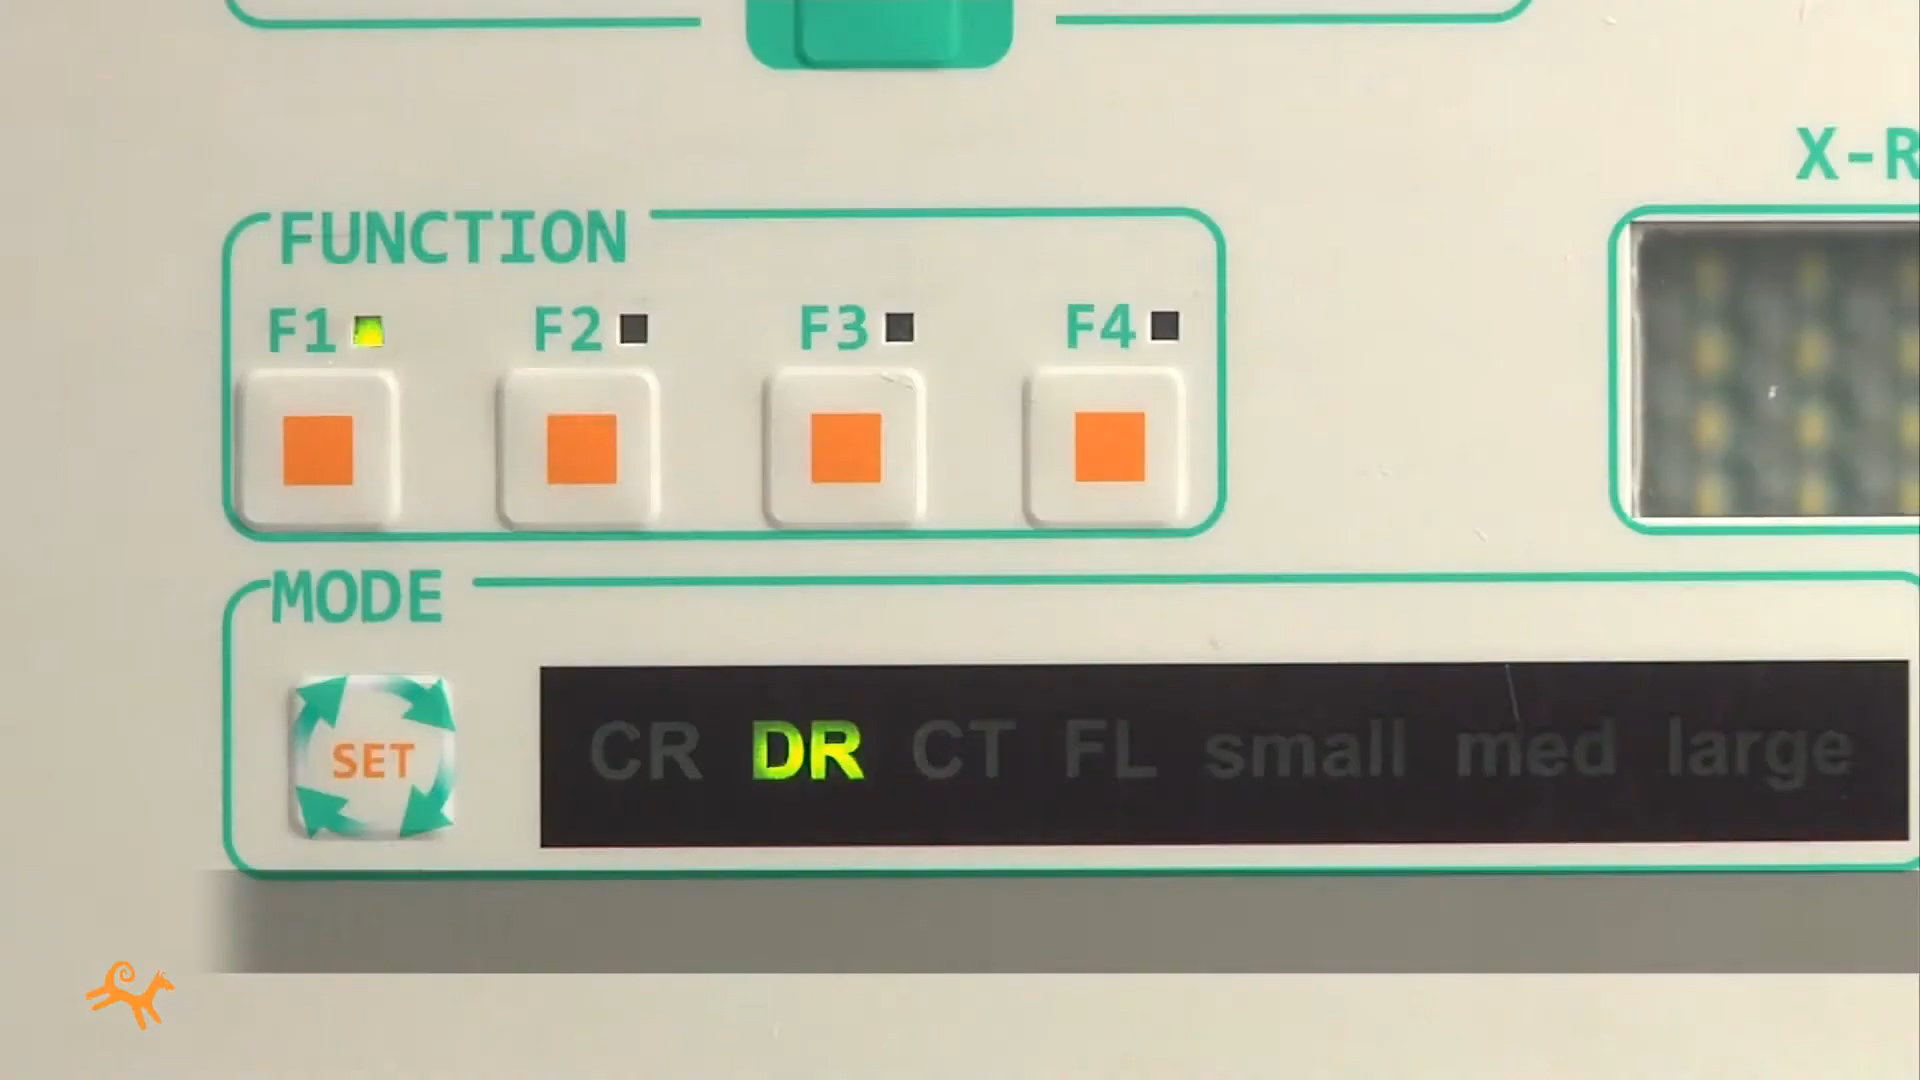 X-R
FUNCTION
F1 F2 F3 F4
MODE
SET
CR DR CT FL small med large